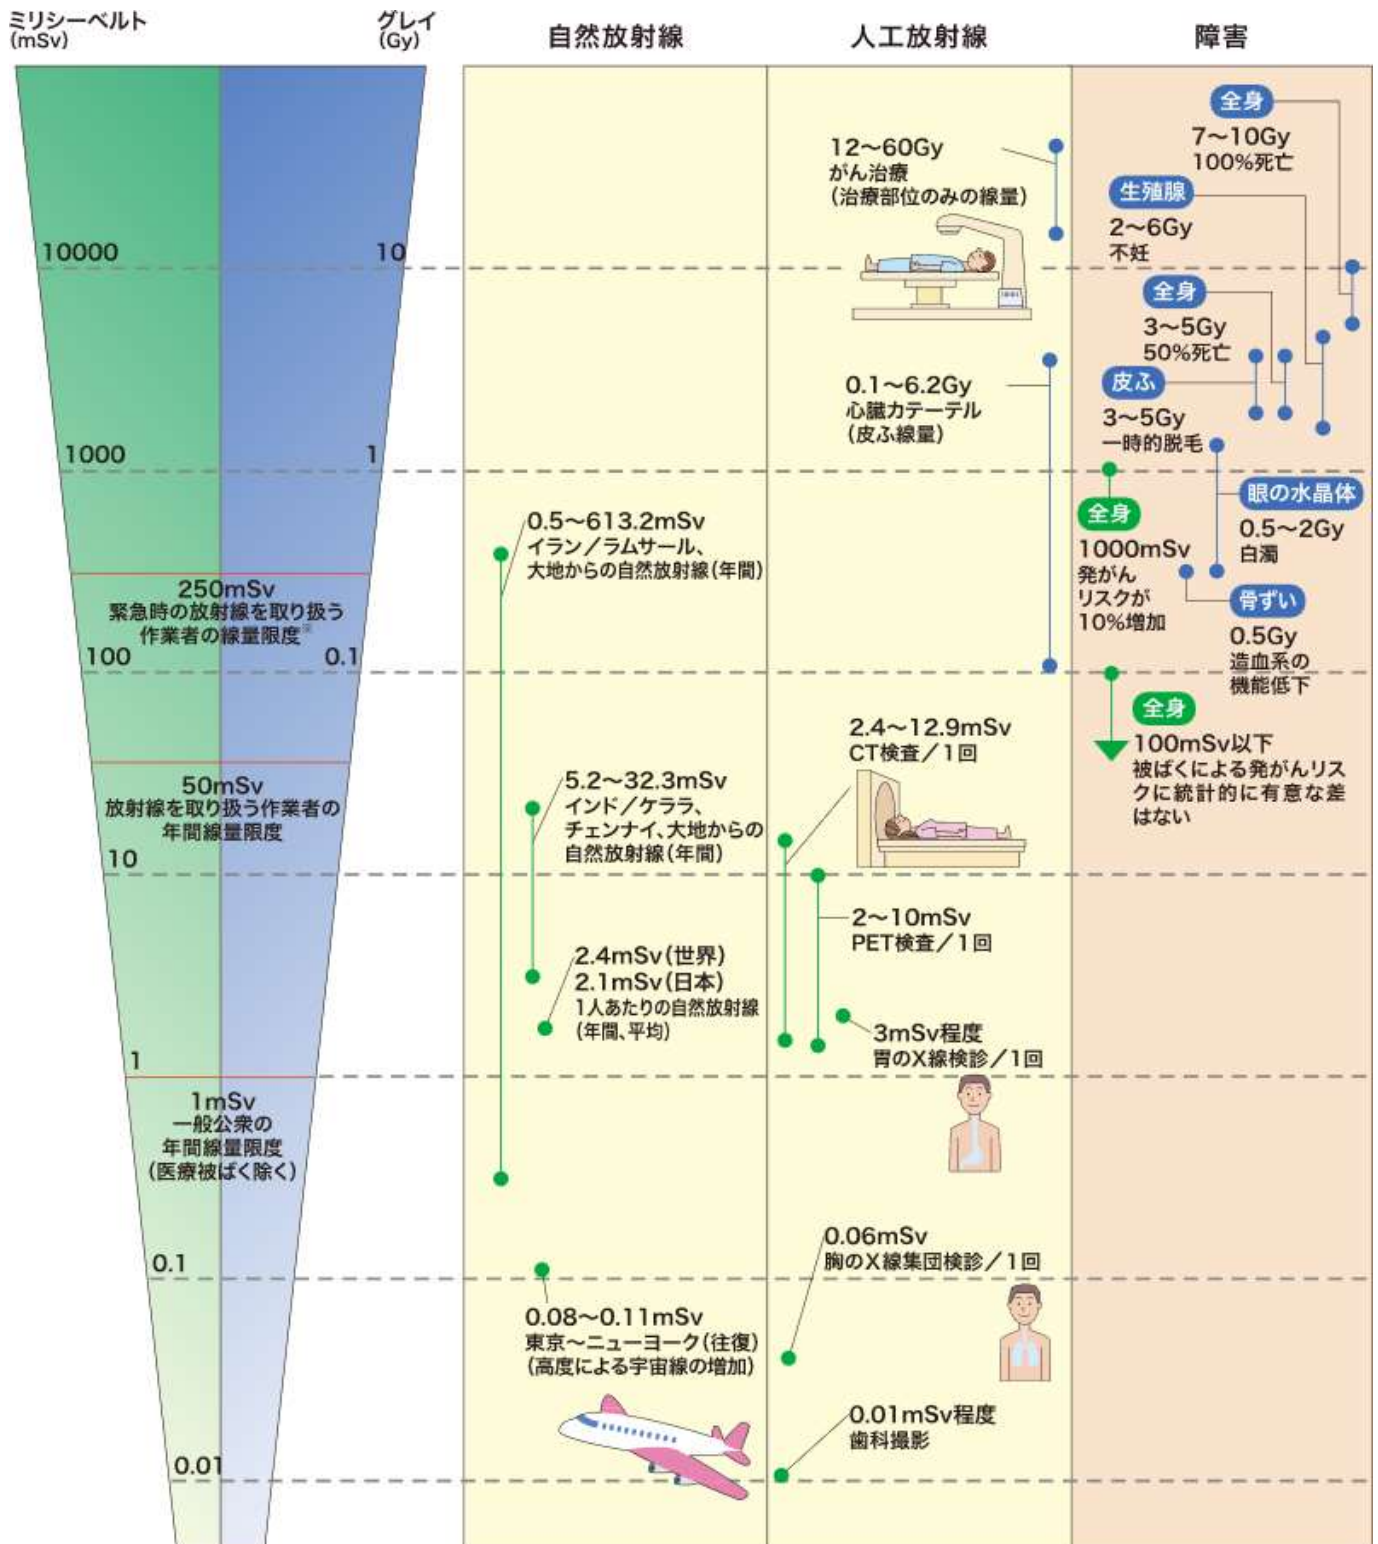 ミリシーベルト
(mSv)
グレイ
(Gy)
自然放射線
人工放射線
障害
10000
10
1000
1
250mSv
緊急時の放射線を取り扱う
作業者の線量限度※
100
0.1
50mSv
放射線を取り扱う作業者の
年間線量限度
10
1
1mSv
一般公衆の
年間線量限度
(医療被ばく除く)
0.1
0.01
0.5〜613.2mSv
イラン／ラムサール、
大地からの自然放射線(年間)
5.2〜32.3mSv
インド／ケララ、
チェンナイ、大地からの
自然放射線(年間)
2.4mSv(世界)
2.1mSv(日本)
1人あたりの自然放射線
(年間、平均)
0.08〜0.11mSv
東京〜ニューヨーク(往復)
(高度による宇宙線の増加)
12〜60Gy
がん治療
(治療部位のみの線量)
0.1〜6.2Gy
心臓カテーテル
(皮ふ線量)
2.4〜12.9mSv
CT検査／1回
2〜10mSv
PET検査／1回
3mSv程度
胃のX線検診／1回
0.06mSv
胸のX線集団検診／1回
0.01mSv程度
歯科撮影
全身
7〜10Gy
100%死亡
生殖腺
2〜6Gy
不妊
全身
3〜5Gy
50%死亡
皮ふ
3〜5Gy
一時的脱毛
眼の水晶体
0.5〜2Gy
白濁
全身
1000mSv
発がん
リスクが
10%増加
骨ずい
0.5Gy
造血系の
機能低下
全身
100mSv以下
被ばくによる発がんリス
クに統計的に有意な差
はない